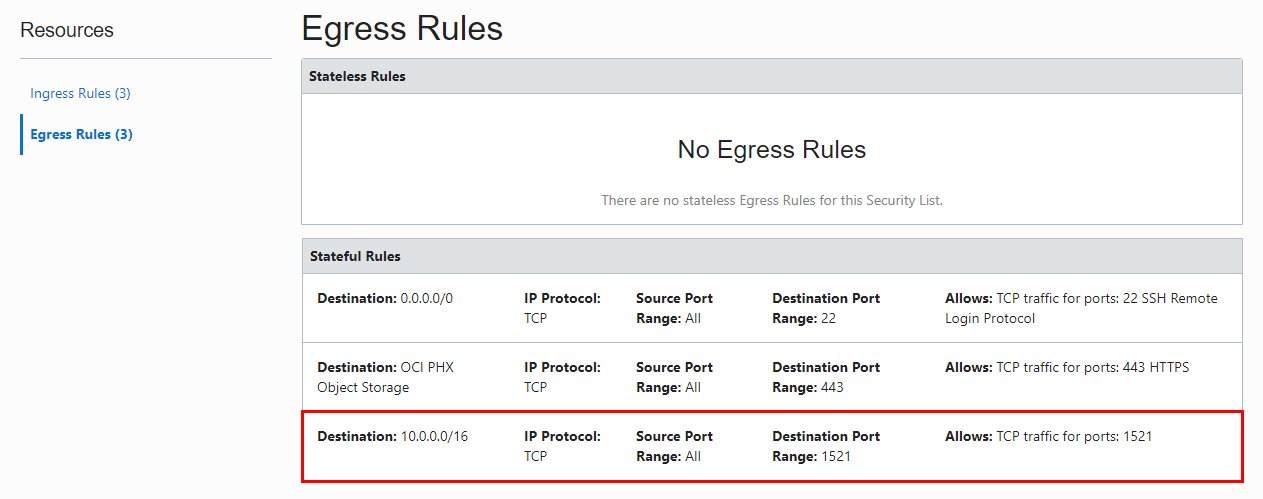 Resources
Ingress Rules (3)
Egress Rules (3)
Egress Rules
Stateless Rules
No Egress Rules
There are no stateless Egress Rules for this Security List.
Stateful Rules
Destination: 0.0.0.0/0
IP Protocol:
TCP
Source Port
Range: All
Destination Port
Range: 22
Allows: TCP traffic for ports: 22 SSH Remote
Login Protocol
Destination: OCI PHX
Object Storage
IP Protocol:
TCP
Source Port
Range: All
Destination Port
Range: 443
Allows: TCP traffic for ports: 443 HTTPS
Destination: 10.0.0.0/16
IP Protocol:
TCP
Source Port
Range: All
Destination Port
Range: 1521
Allows: TCP traffic for ports: 1521